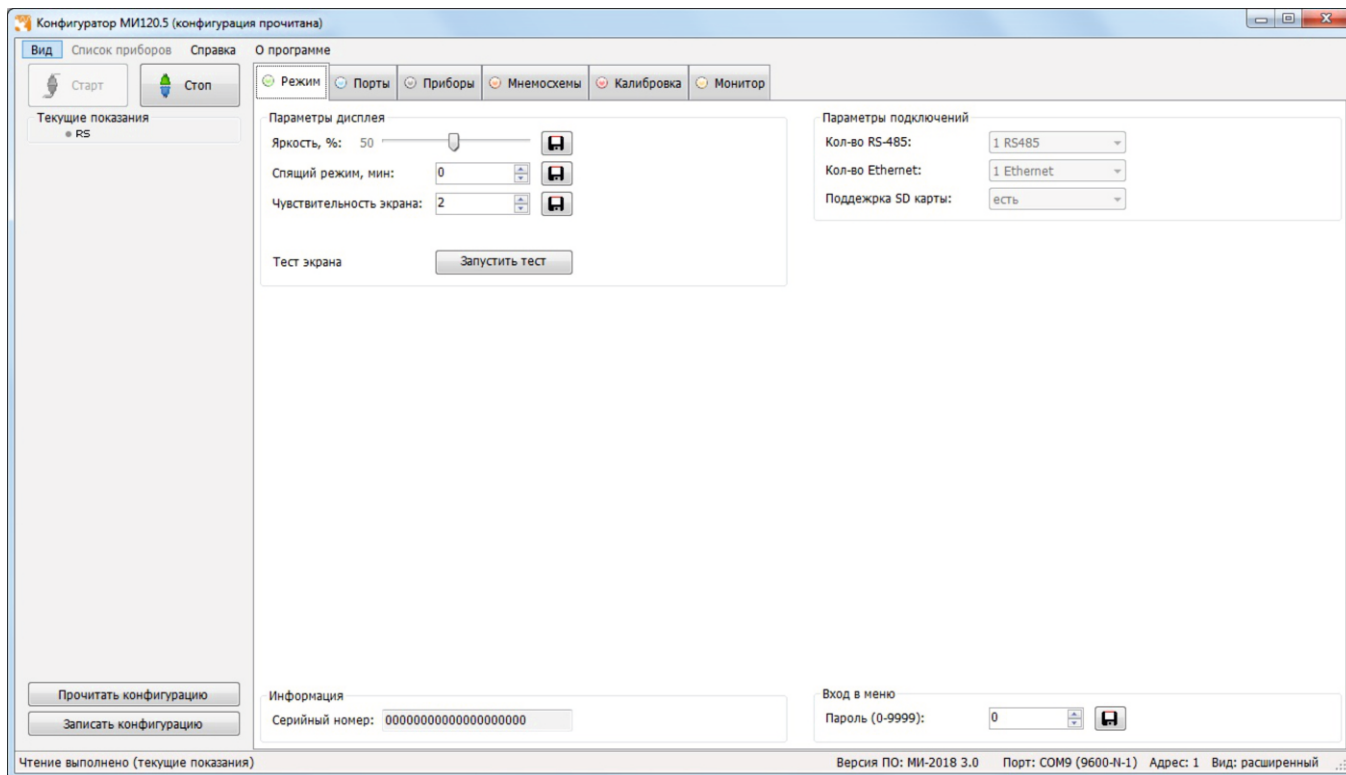 Конфигуратор МИ120.5 (конфигурация прочитана)
Вид Список приборов Справка О программе
Старт Стоп
Режим Порты Приборы Мнемосхемы Калибровка Монитор
Текущие показания
RS
Параметры дисплея
Яркость, %: 50
Спящий режим, мин: 0
Чувствительность экрана: 2
Тест экрана Запустить тест
Параметры подключений
Кол-во RS-485: 1 RS485
Кол-во Ethernet: 1 Ethernet
Поддежрка SD карты: есть
Прочитать конфигурацию
Записать конфигурацию
Информация
Серийный номер: 00000000000000000000
Вход в меню
Пароль (0-9999): 0
Чтение выполнено (текущие показания) Версия ПО: МИ-2018 3.0 Порт: COM9 (9600-N-1) Адрес: 1 Вид: расширенный